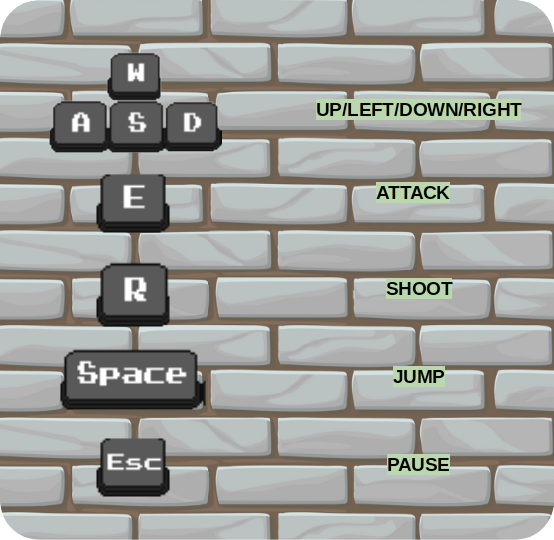 W
A S D UP/LEFT/DOWN/RIGHT
E ATTACK
R SHOOT
Space JUMP
Esc PAUSE